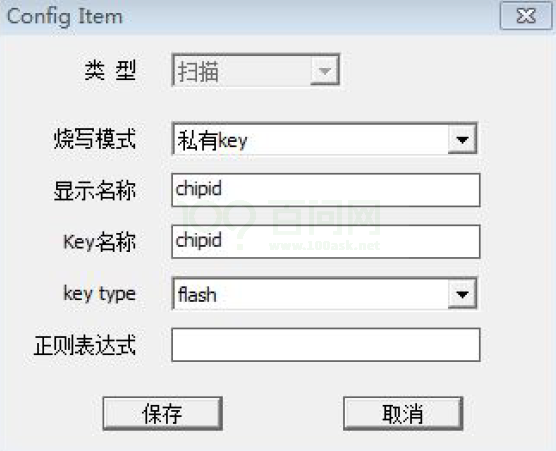 Config Item
类 型 扫描
烧写模式 私有key
显示名称 chipid
Key名称 chipid
100 百问网
www.100ask.net
key type flash
正则表达式
保存 取消